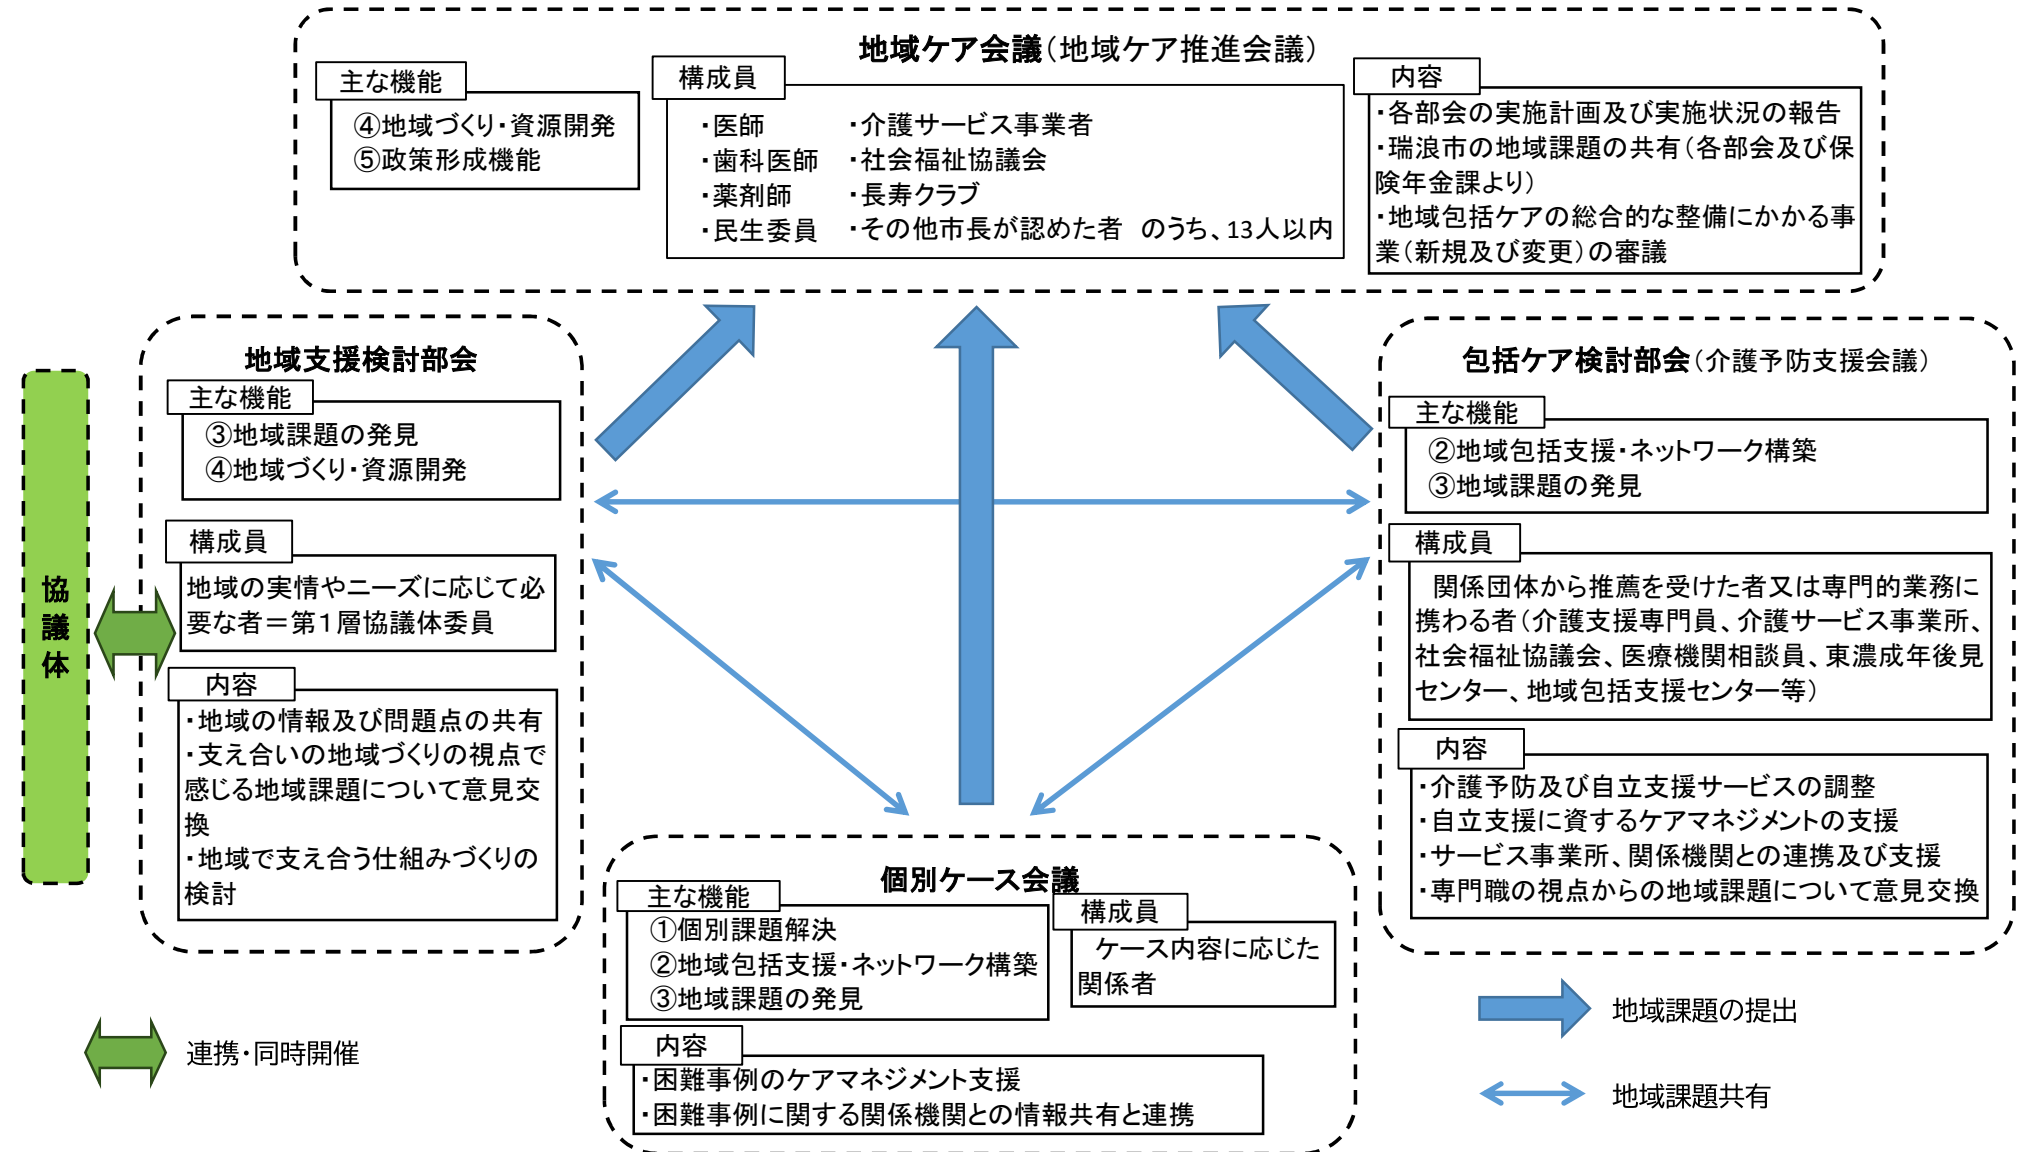 地域ケア会議(地域ケア推進会議)
主な機能
④地域づくり・資源開発
⑤政策形成機能
構成員
・医師 ・介護サービス事業者
・歯科医師 ・社会福祉協議会
・薬剤師 ・長寿クラブ
・民生委員 ・その他市長が認めた者 のうち、13人以内
内容
・各部会の実施計画及び実施状況の報告
・瑞浪市の地域課題の共有(各部会及び保
険年金課より)
・地域包括ケアの総合的な整備にかかる事
業(新規及び変更)の審議
協議体
地域支援検討部会
主な機能
③地域課題の発見
④地域づくり・資源開発
構成員
地域の実情やニーズに応じて必
要な者＝第1層協議体委員
内容
・地域の情報及び問題点の共有
・支え合いの地域づくりの視点で
感じる地域課題について意見交
換
・地域で支え合う仕組みづくりの
検討
包括ケア検討部会(介護予防支援会議)
主な機能
②地域包括支援・ネットワーク構築
③地域課題の発見
構成員
関係団体から推薦を受けた者又は専門的業務に
携わる者(介護支援専門員、介護サービス事業所、
社会福祉協議会、医療機関相談員、東濃成年後見
センター、地域包括支援センター等)
内容
・介護予防及び自立支援サービスの調整
・自立支援に資するケアマネジメントの支援
・サービス事業所、関係機関との連携及び支援
・専門職の視点からの地域課題について意見交換
個別ケース会議
主な機能
①個別課題解決
②地域包括支援・ネットワーク構築
③地域課題の発見
構成員
ケース内容に応じた
関係者
内容
・困難事例のケアマネジメント支援
・困難事例に関する関係機関との情報共有と連携
連携・同時開催
地域課題の提出
地域課題共有